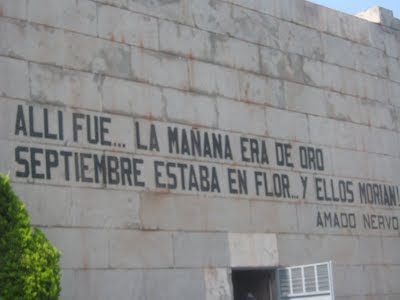 ALLI FUE... LA MAÑANA ERA DE ORO
SEPTIEMBRE ESTABA EN FLOR... Y ELLOS MORIAN!
AMADO NERVO